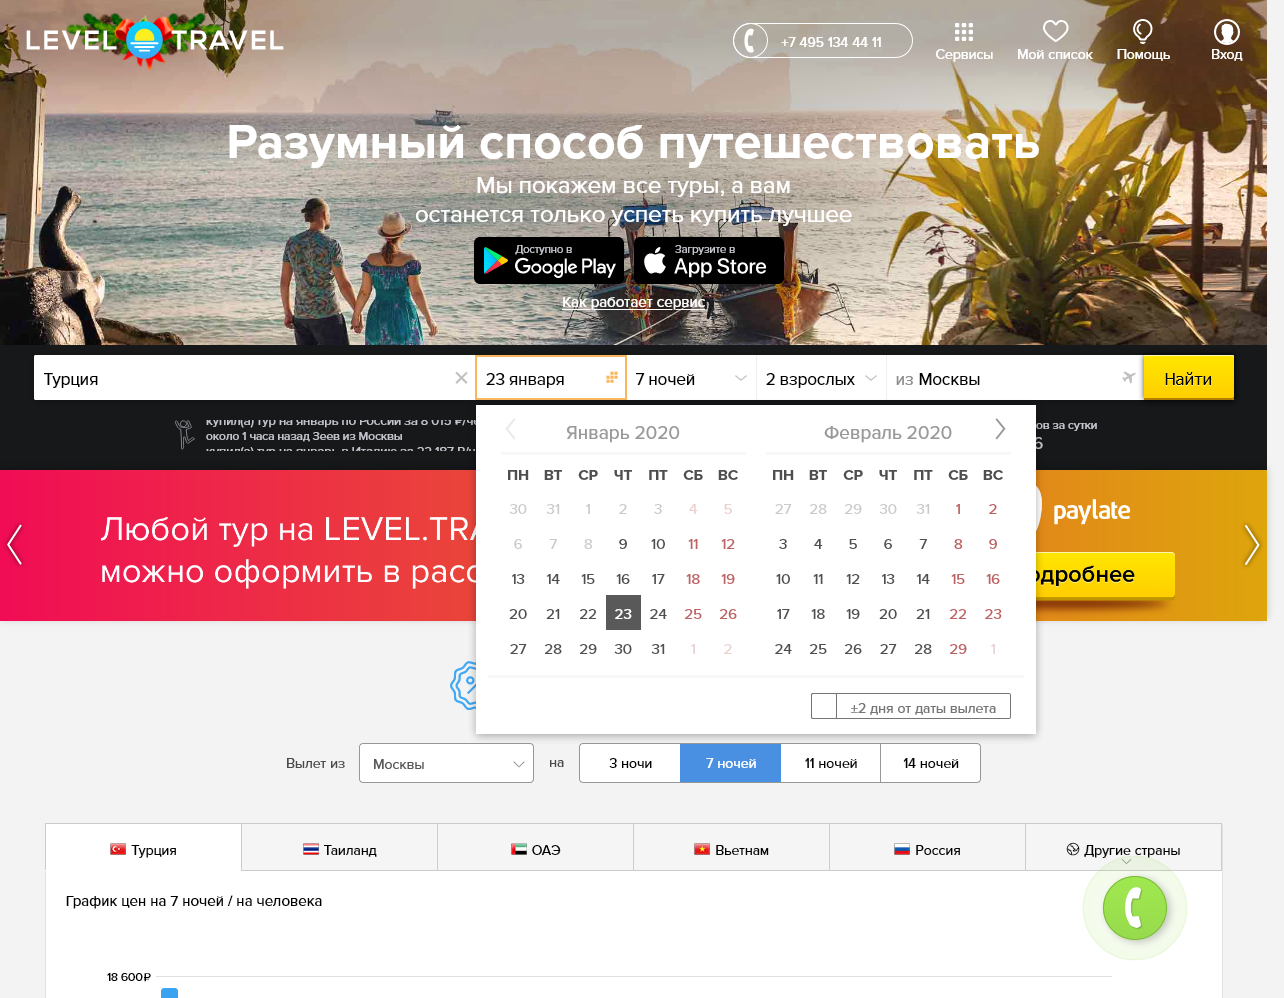 LEVEL TRAVEL
+7 495 134 44 11
Сервисы
Мой список
Помощь
Вход
Разумный способ путешествовать
Мы покажем все туры, а вам
останется только успеть купить лучшее
Доступно в
Google Play
Загрузите в
App Store
Как работает сервис
Турция
23 января
7 ночей
2 взрослых
из Москвы
Найти
купил(а) тур на январь по России за 8 015
около 1 часа назад Зеев из Москвы
купил(а) тур на январь в Италию за 22 187
за сутки
6
Январь 2020
ПН ВТ СР ЧТ ПТ СБ ВС
30 31 1 2 3 4 5
6 7 8 9 10 11 12
13 14 15 16 17 18 19
20 21 22 23 24 25 26
27 28 29 30 31 1 2
Февраль 2020
ПН ВТ СР ЧТ ПТ СБ ВС
27 28 29 30 31 1 2
3 4 5 6 7 8 9
10 11 12 13 14 15 16
17 18 19 20 21 22 23
24 25 26 27 28 29 1
±2 дня от даты вылета
Любой тур на LEVEL.TRA
можно оформить в расс
paylate
одробнее
Вылет из
Москвы
на
3 ночи
7 ночей
11 ночей
14 ночей
Турция
Таиланд
ОАЭ
Вьетнам
Россия
Другие страны
График цен на 7 ночей / на человека
18 600₽